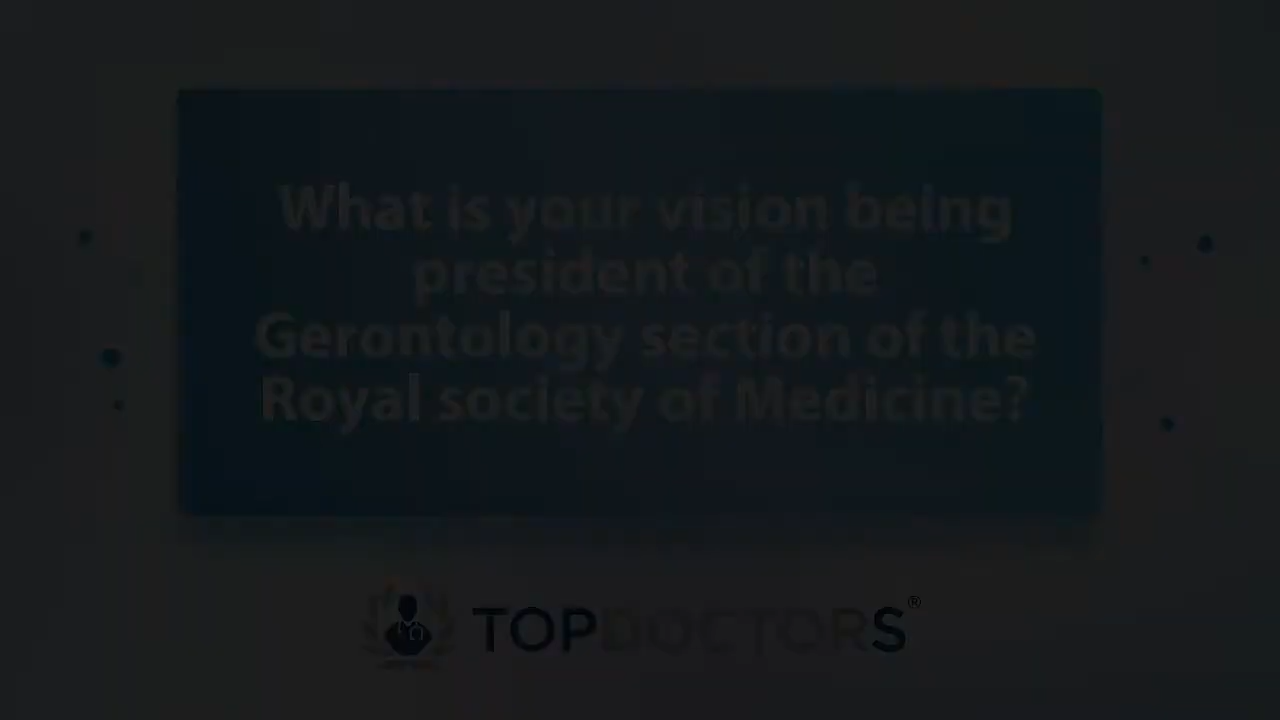 What is your vision being
president of the
Gerontology section of the
Royal society of Medicine?
TOPDOCTORS®